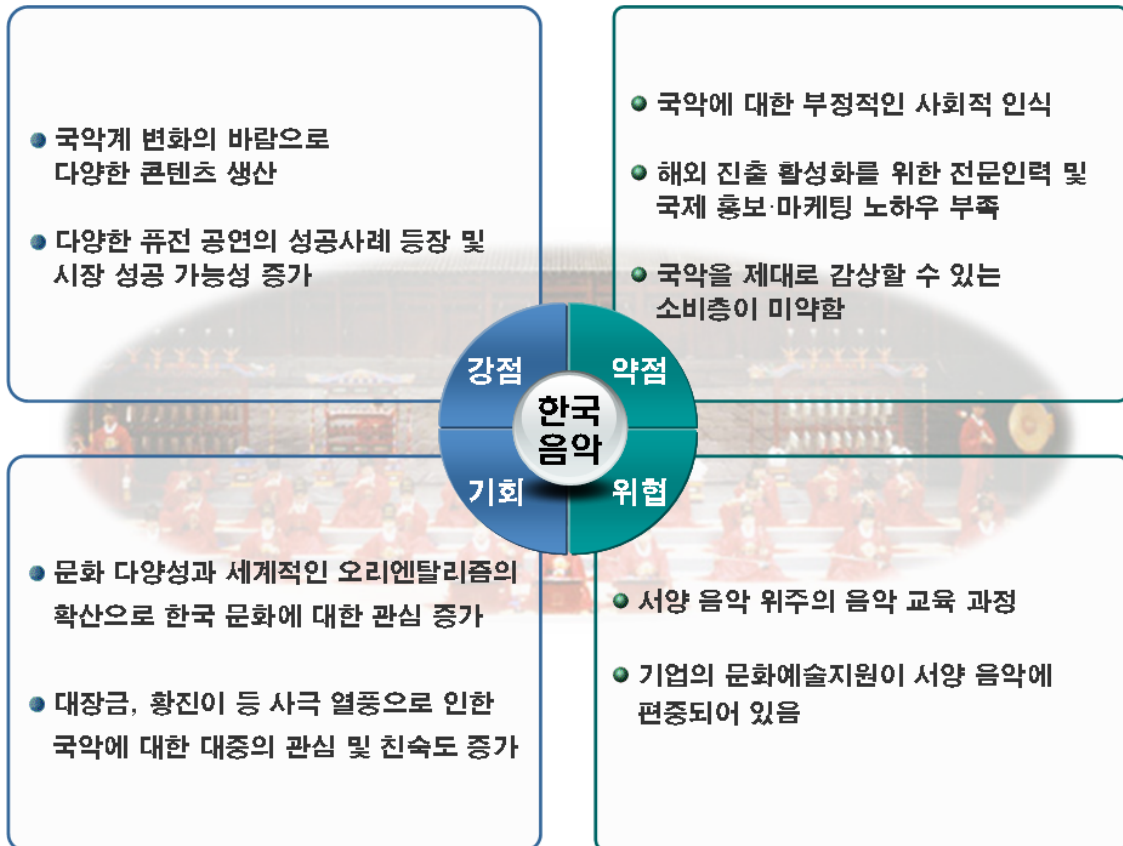 국악계 변화의 바람으로
다양한 콘텐츠 생산
다양한 퓨전 공연의 성공사례 등장 및
시장 성공 가능성 증가
국악에 대한 부정적인 사회적 인식
해외 진출 활성화를 위한 전문인력 및
국제 홍보·마케팅 노하우 부족
국악을 제대로 감상할 수 있는
소비층이 미약함
강점
약점
한국
음악
기회
위협
문화 다양성과 세계적인 오리엔탈리즘의
확산으로 한국 문화에 대한 관심 증가
대장금, 황진이 등 사극 열풍으로 인한
국악에 대한 대중의 관심 및 친숙도 증가
서양 음악 위주의 음악 교육 과정
기업의 문화예술지원이 서양 음악에
편중되어 있음